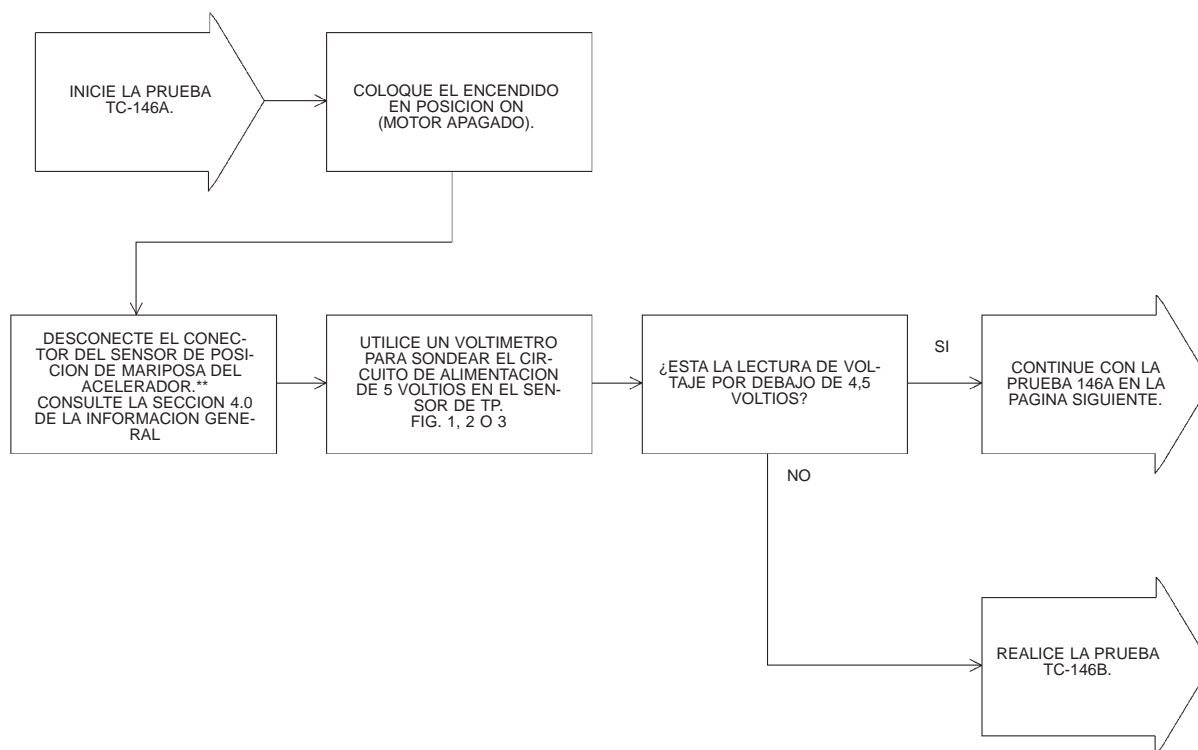 INICIE LA PRUEBA
TC-146A.
COLOQUE EL ENCENDIDO
EN POSICION ON
(MOTOR APAGADO).
DESCONECTE EL CONEC-
TOR DEL SENSOR DE POSI-
CION DE MARIPOSA DEL
ACELERADOR.**
CONSULTE LA SECCION 4.0
DE LA INFORMACION GENE-
RAL
UTILICE UN VOLTIMETRO
PARA SONDEAR EL CIR-
CUITO DE ALIMENTACION
DE 5 VOLTIOS EN EL SEN-
SOR DE TP.
FIG. 1, 2 O 3
¿ESTA LA LECTURA DE VOL-
TAJE POR DEBAJO DE 4,5
VOLTIOS?
SI
CONTINUE CON LA
PRUEBA 146A EN LA
PAGINA SIGUIENTE.
NO
REALICE LA PRUEBA
TC-146B.